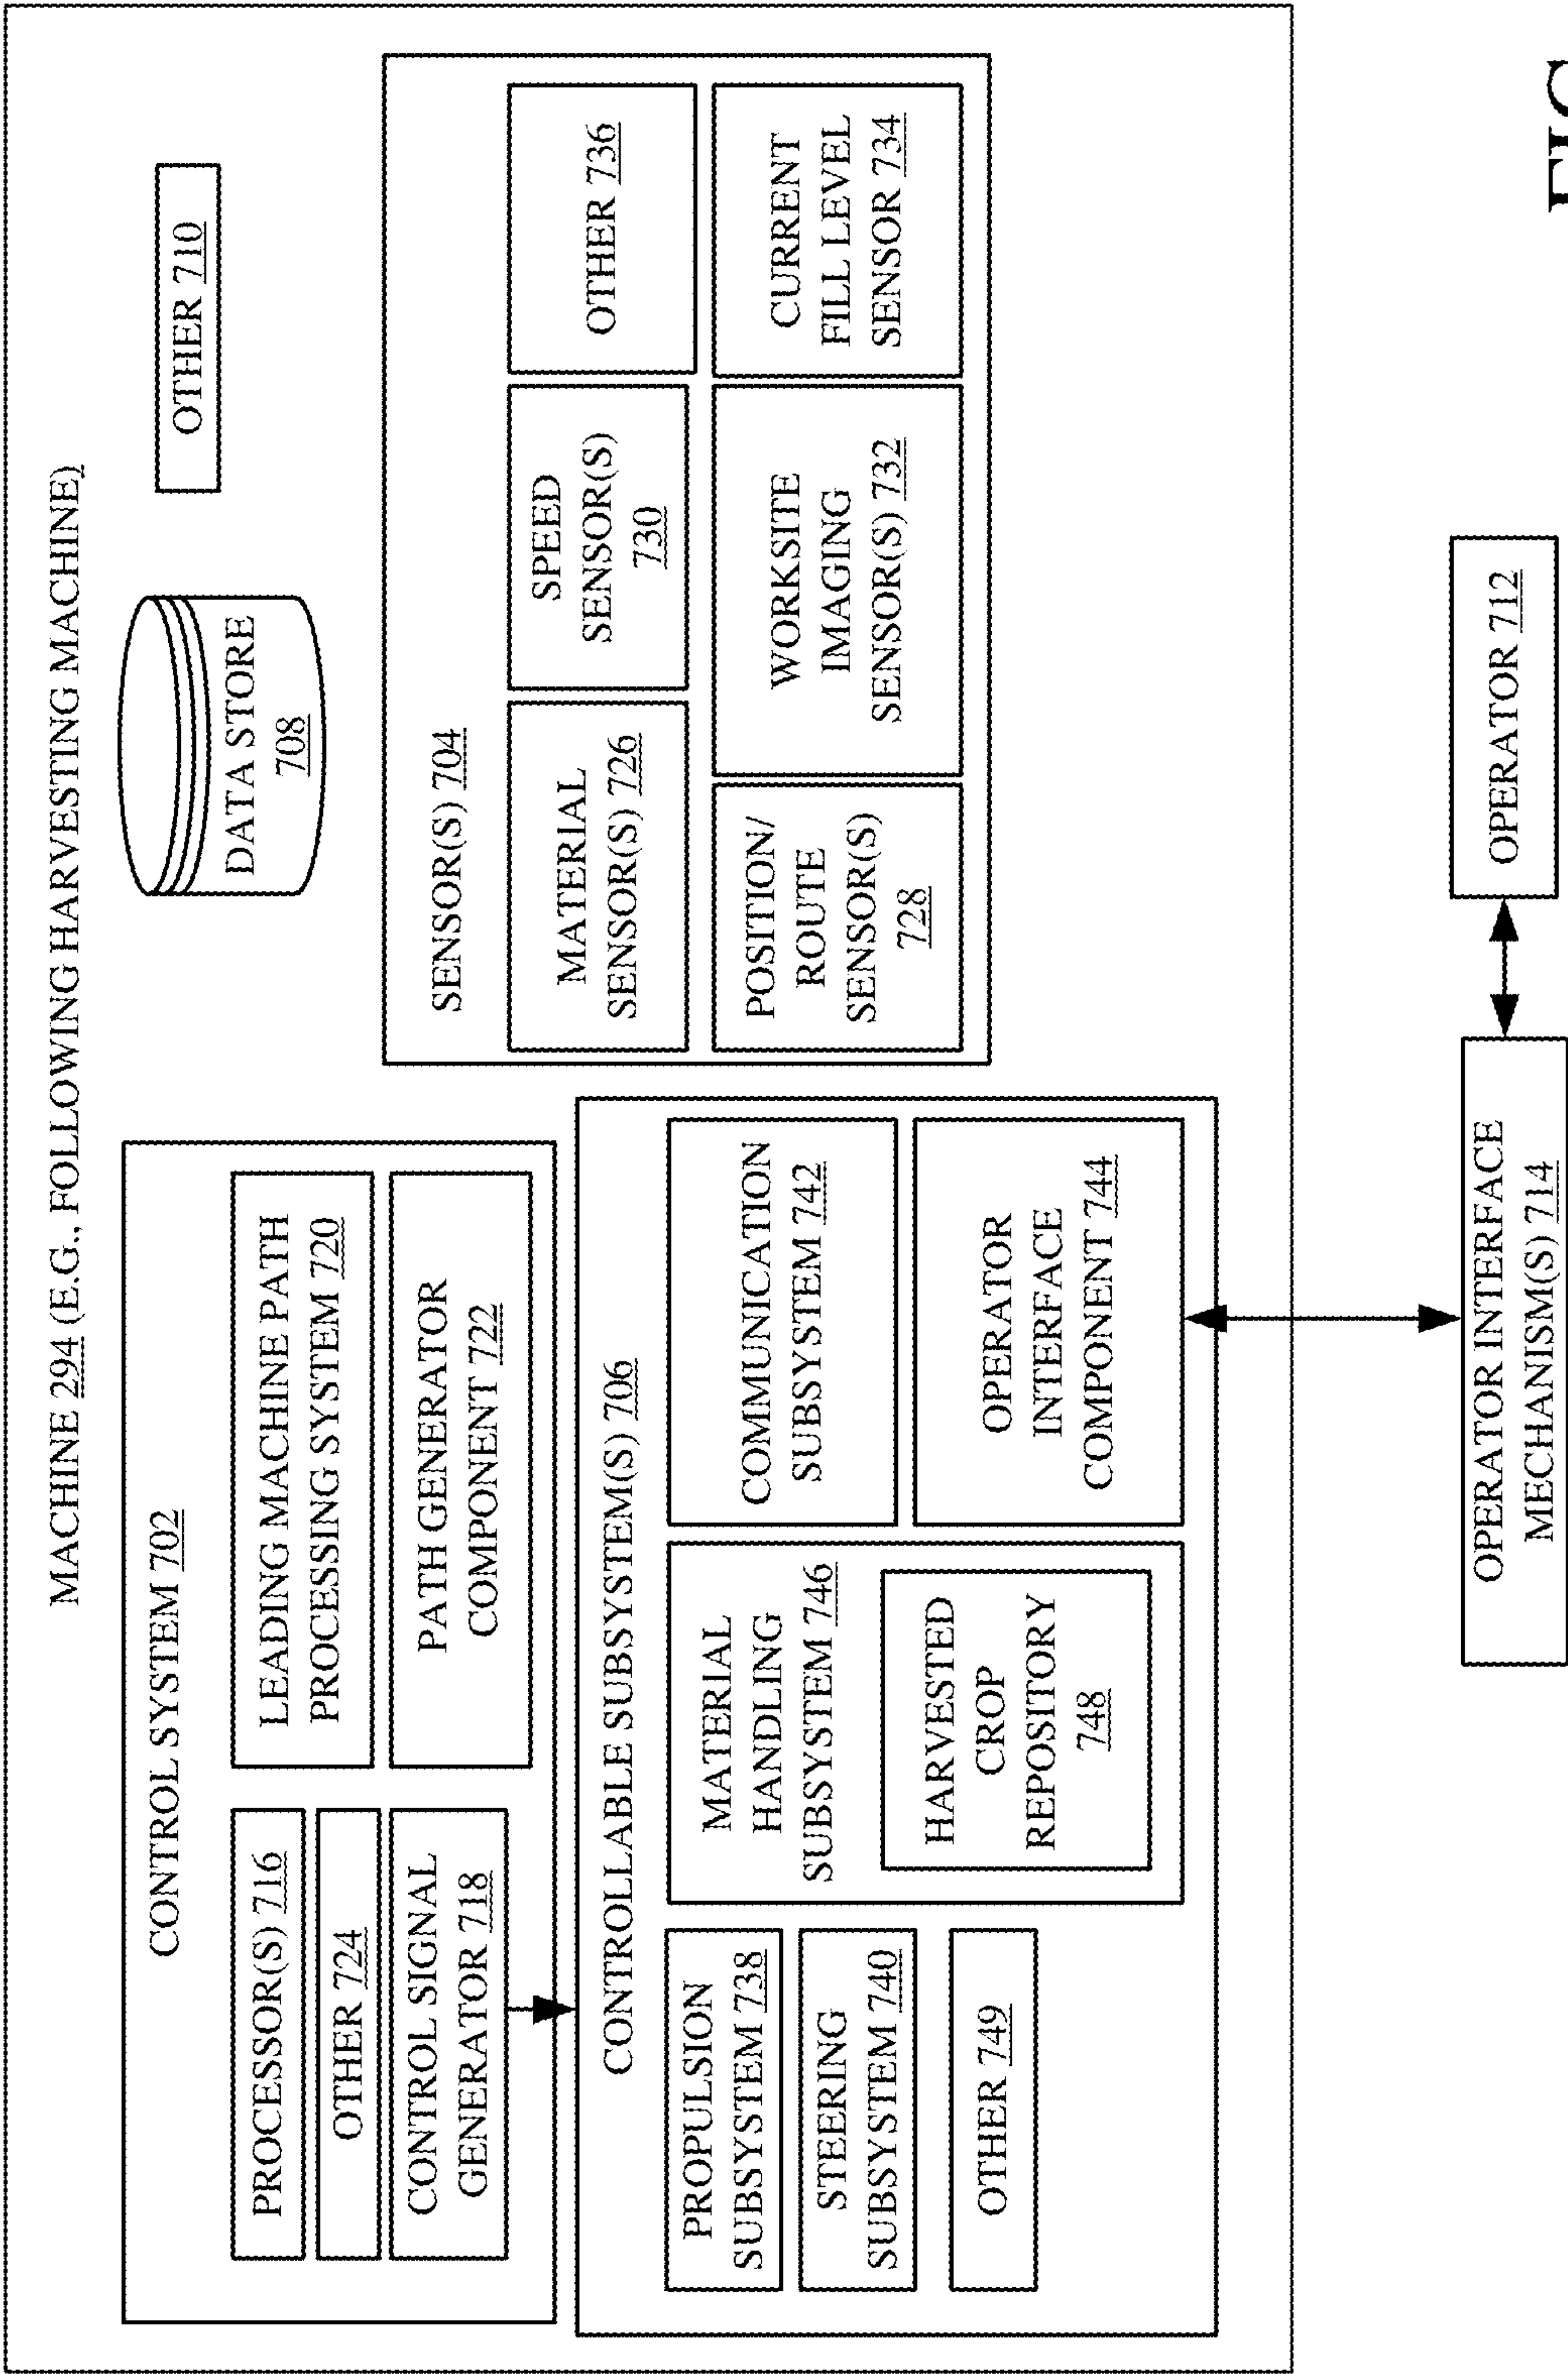 MACHINE 294 (E.G., FOLLOWING HARVESTING MACHINE)
CONTROL SYSTEM 702
PROCESSOR(S) 716
OTHER 724
CONTROL SIGNAL
GENERATOR 718
LEADING MACHINE PATH
PROCESSING SYSTEM 720
PATH GENERATOR
COMPONENT 722
DATA STORE
708
OTHER 710
SENSOR(S) 704
MATERIAL
SENSOR(S) 726
SPEED
SENSOR(S)
730
OTHER 736
POSITION/
ROUTE
SENSOR(S)
728
WORKSITE
IMAGING
SENSOR(S) 732
CURRENT
FILL LEVEL
SENSOR 734
CONTROLLABLE SUBSYSTEM(S) 706
PROPULSION
SUBSYSTEM 738
STEERING
SUBSYSTEM 740
OTHER 749
MATERIAL
HANDLING
SUBSYSTEM 746
HARVESTED
CROP
REPOSITORY
748
COMMUNICATION
SUBSYSTEM 742
OPERATOR
INTERFACE
COMPONENT 744
OPERATOR INTERFACE
MECHANISM(S) 714
OPERATOR 712